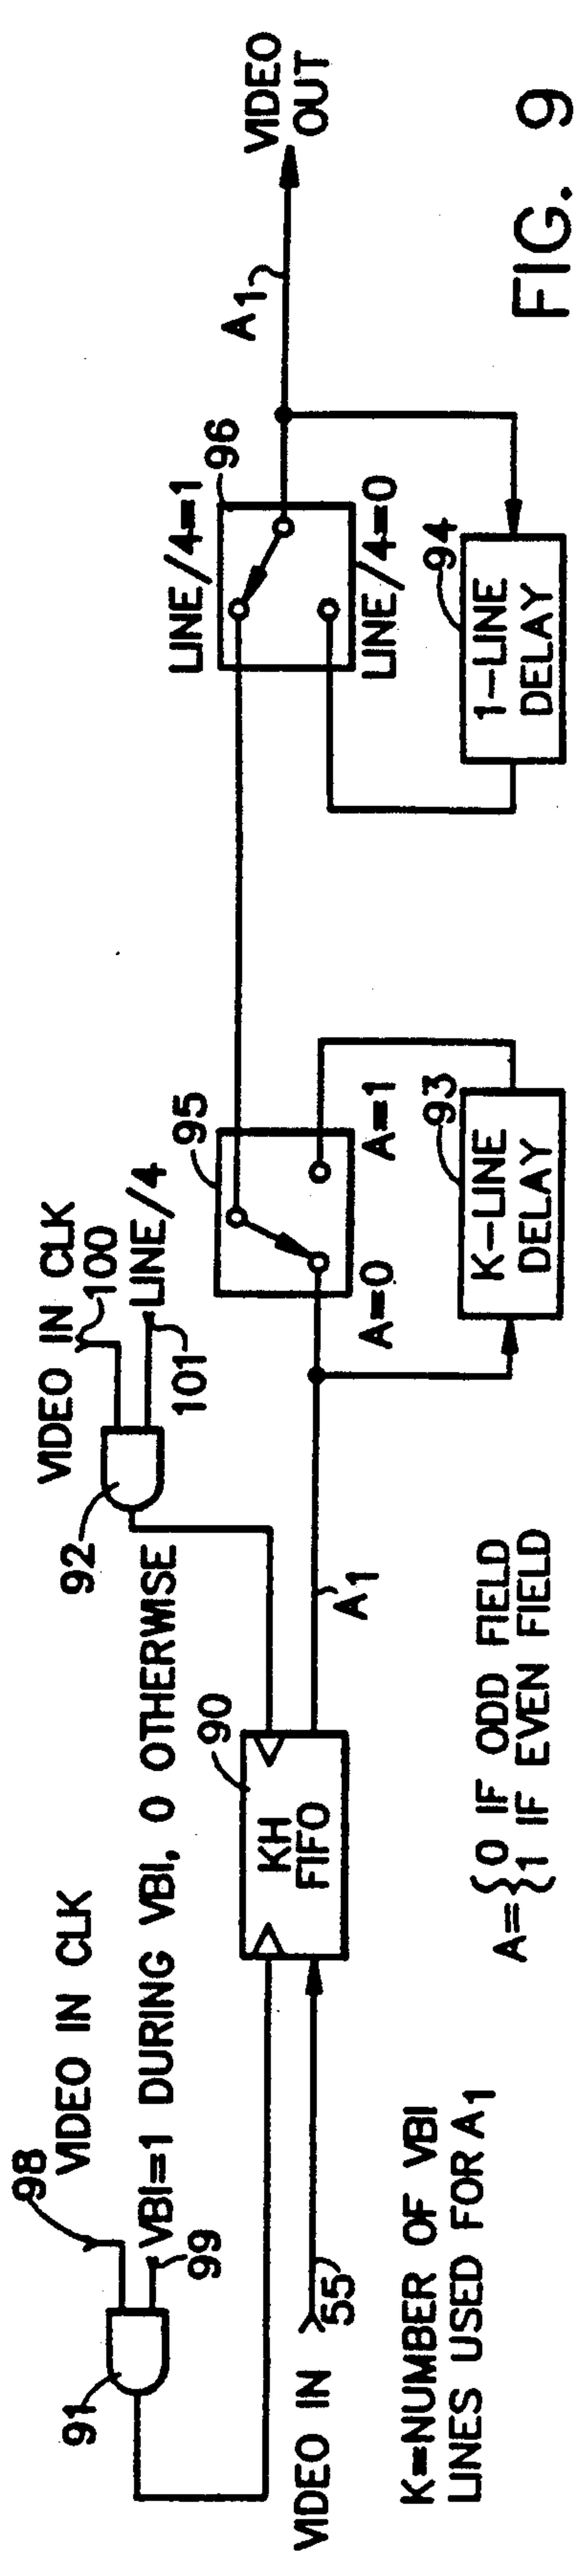 91
98
VIDEO IN CLK
VBI=1 DURING VBI, 0 OTHERWISE
99
VIDEO IN
55
K=NUMBER OF VBI
LINES USED FOR A1
90
KH
FIFO
A={0 IF ODD FIELD
1 IF EVEN FIELD
92
VIDEO IN CLK
100
LINE/4
101
A1
95
A=0
A=1
93
K-LINE
DELAY
LINE/4=1
96
LINE/4=0
94
1-LINE
DELAY
A1
VIDEO
OUT
FIG. 9